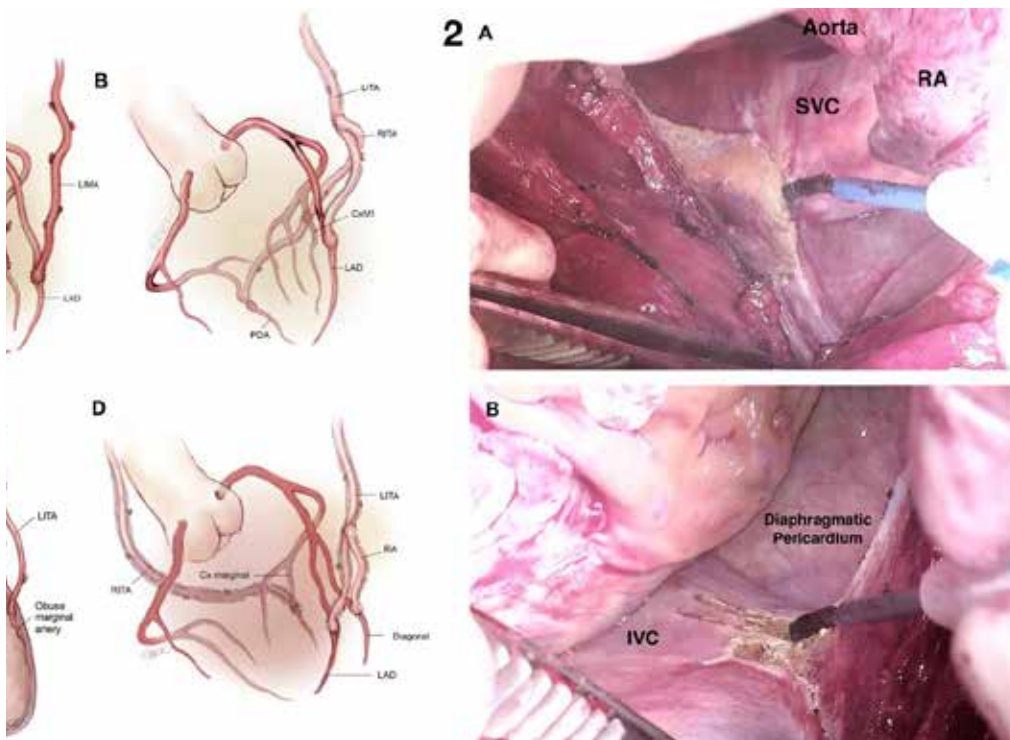 B
LITA
RITA
CxM1
LAD
PDA
LIMA
LAD
D
LITA
RA
Cx marginal
RITA
Diagonal
LAD
LITA
Obuse
marginal
artery
2
A
Aorta
RA
SVC
B
Diaphragmatic
Pericardium
IVC